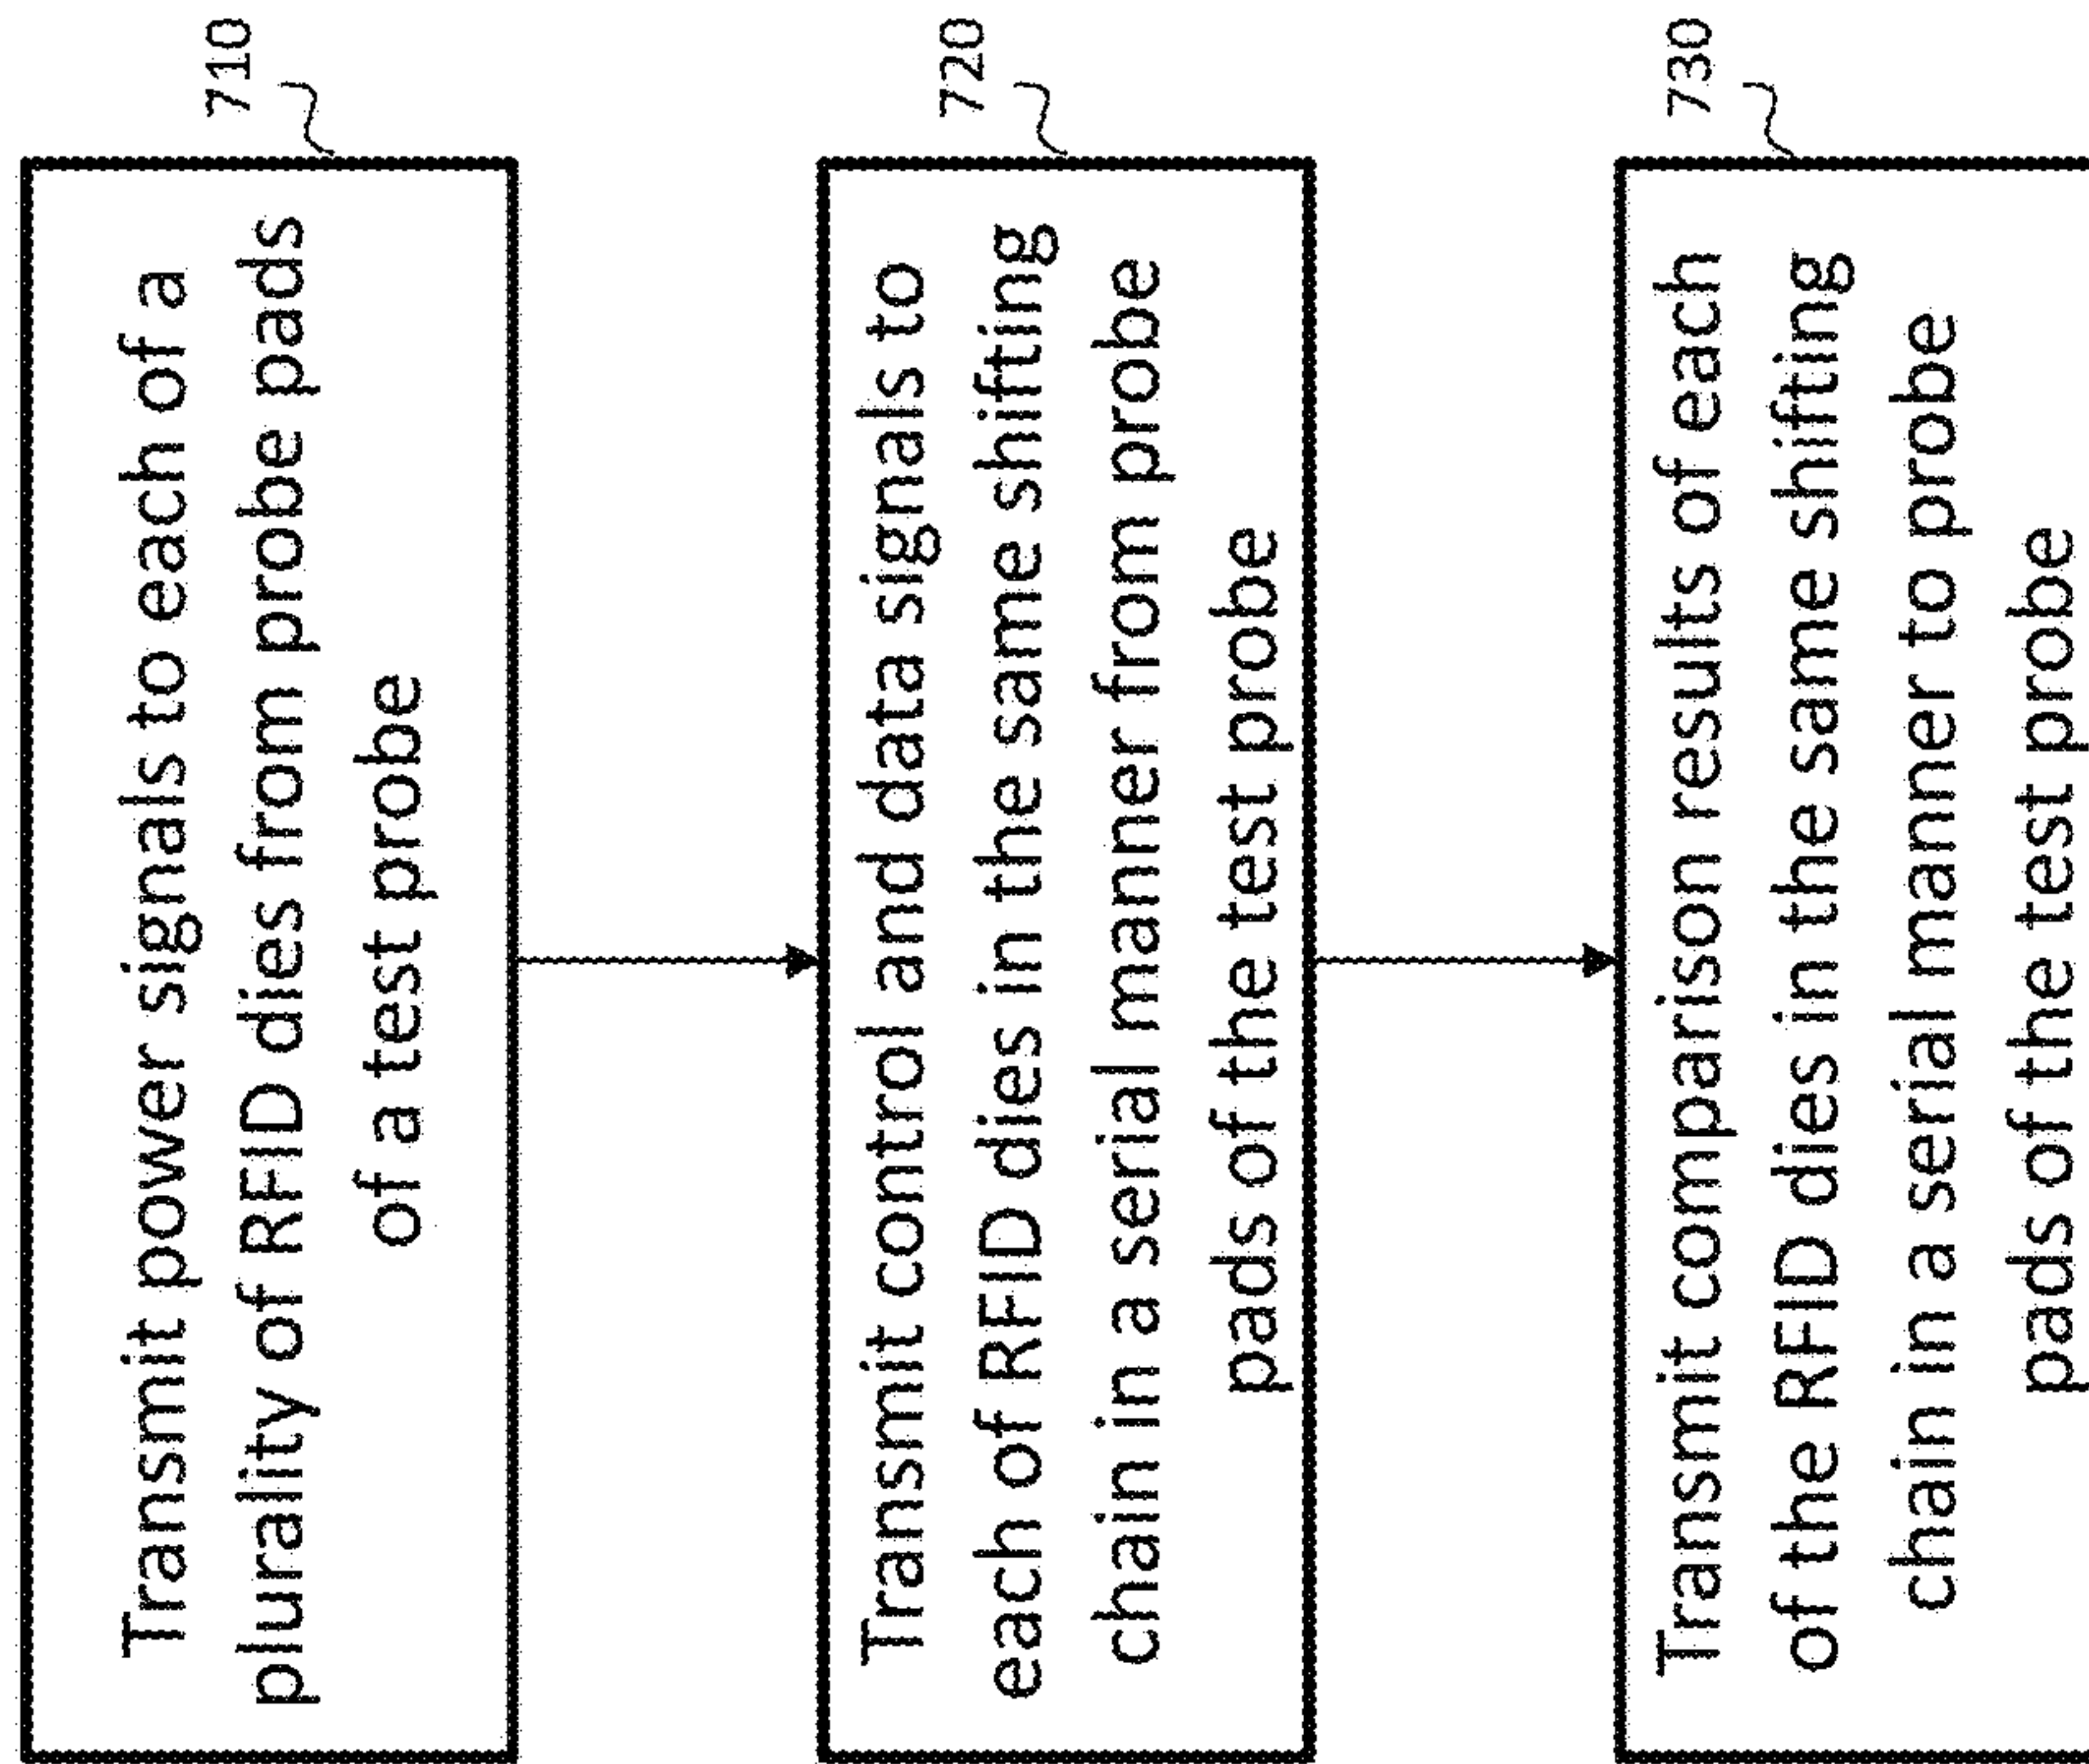 710
Transmit power signals to each of a
plurality of RFID dies from probe pads
of a test probe
720
Transmit control and data signals to
each of RFID dies in the same shifting
chain in a serial manner from probe
pads of the test probe
730
Transmit comparison results of each
of the RFID dies in the same shifting
chain in a serial manner to probe
pads of the test probe